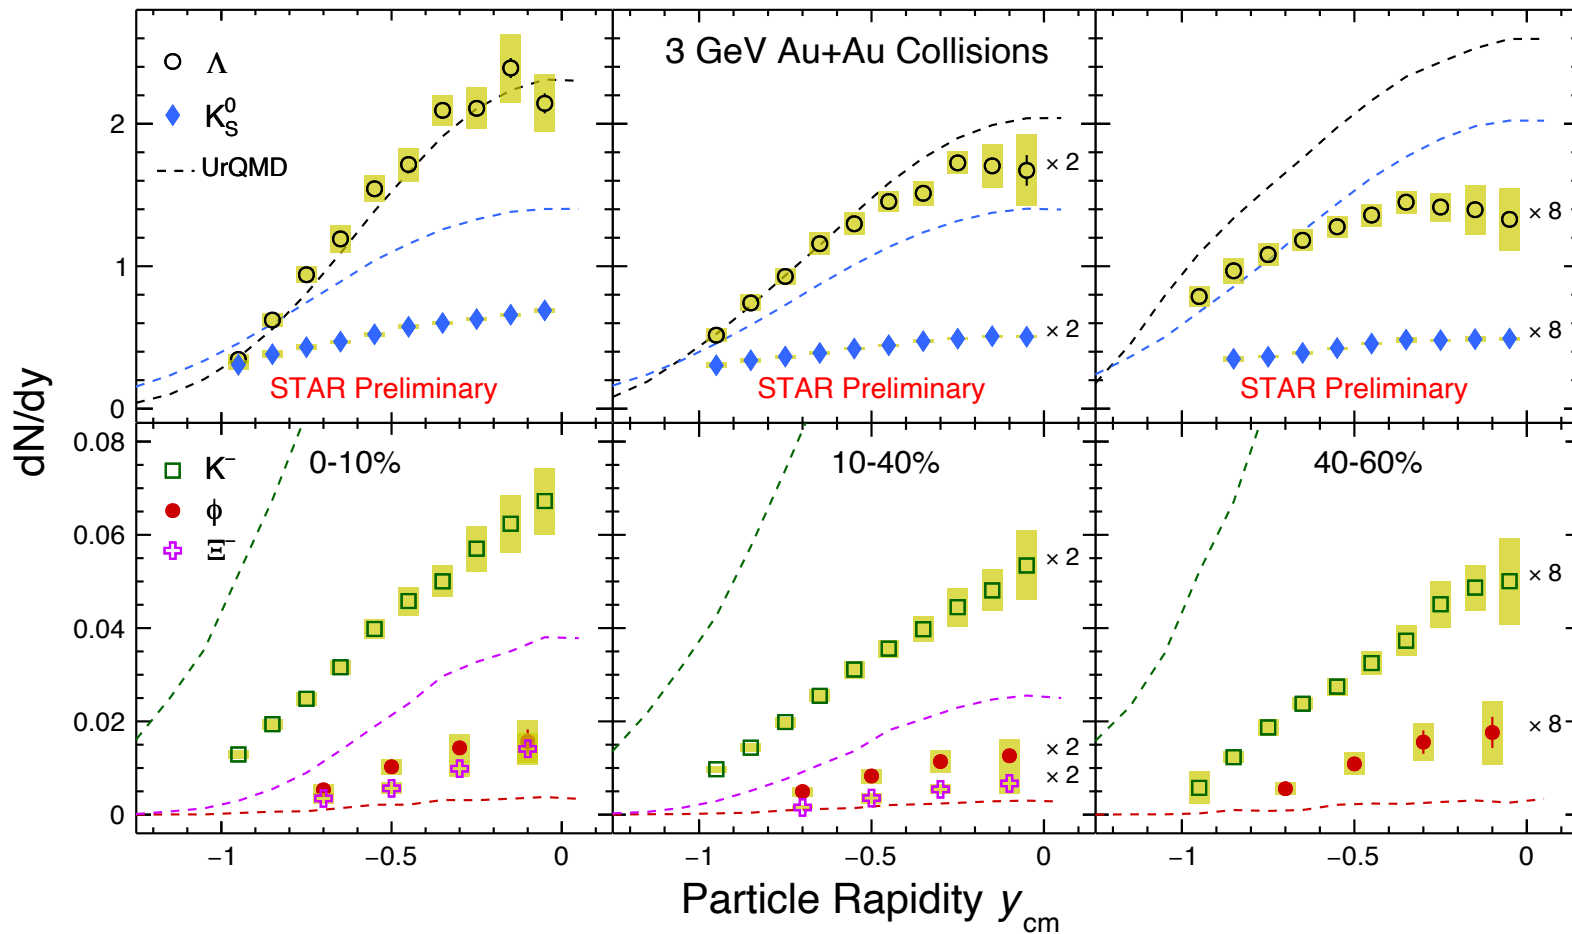 3 GeV Au+Au Collisions
Λ
K⁰S
UrQMD
× 2
× 8
× 2
× 8
STAR Preliminary
STAR Preliminary
STAR Preliminary
2
1
0
dN/dy
0-10%
10-40%
40-60%
K⁻
ϕ
Ξ⁻
× 2
× 8
× 2
× 2
× 8
0.08
0.06
0.04
0.02
0
−1 −0.5 0
−1 −0.5 0
−1 −0.5 0
Particle Rapidity ycm